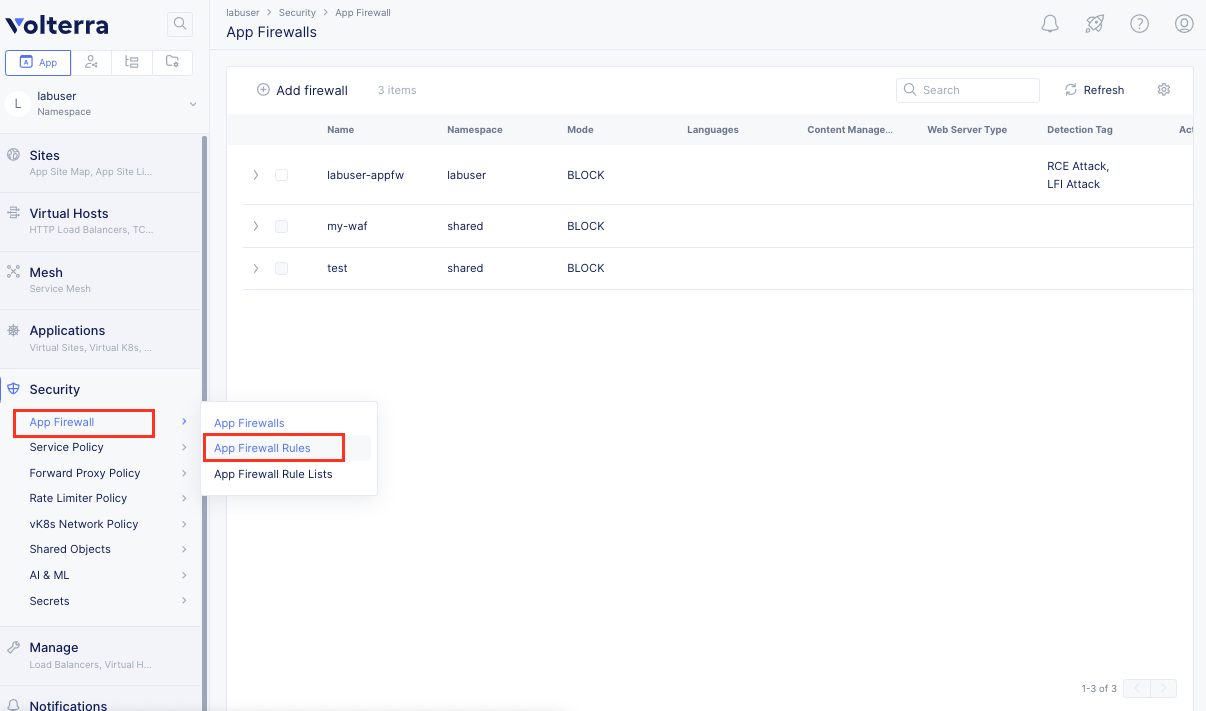 volterra
App
L
labuser
Namespace
Sites
App Site Map, App Site Li...
Virtual Hosts
HTTP Load Balancers, TC...
Mesh
Service Mesh
Applications
Virtual Sites, Virtual K8s, ...
Security
App Firewall
Service Policy
Forward Proxy Policy
Rate Limiter Policy
vK8s Network Policy
Shared Objects
AI & ML
Secrets
Manage
Load Balancers, Virtual H...
Notifications
App Firewalls
App Firewall Rules
App Firewall Rule Lists
labuser > Security > App Firewall
App Firewalls
Add firewall 3 items Search Refresh
Name Namespace Mode Languages Content Manage... Web Server Type Detection Tag Act
labuser-appfw labuser BLOCK RCE Attack,
LFI Attack
my-waf shared BLOCK
test shared BLOCK
1-3 of 3